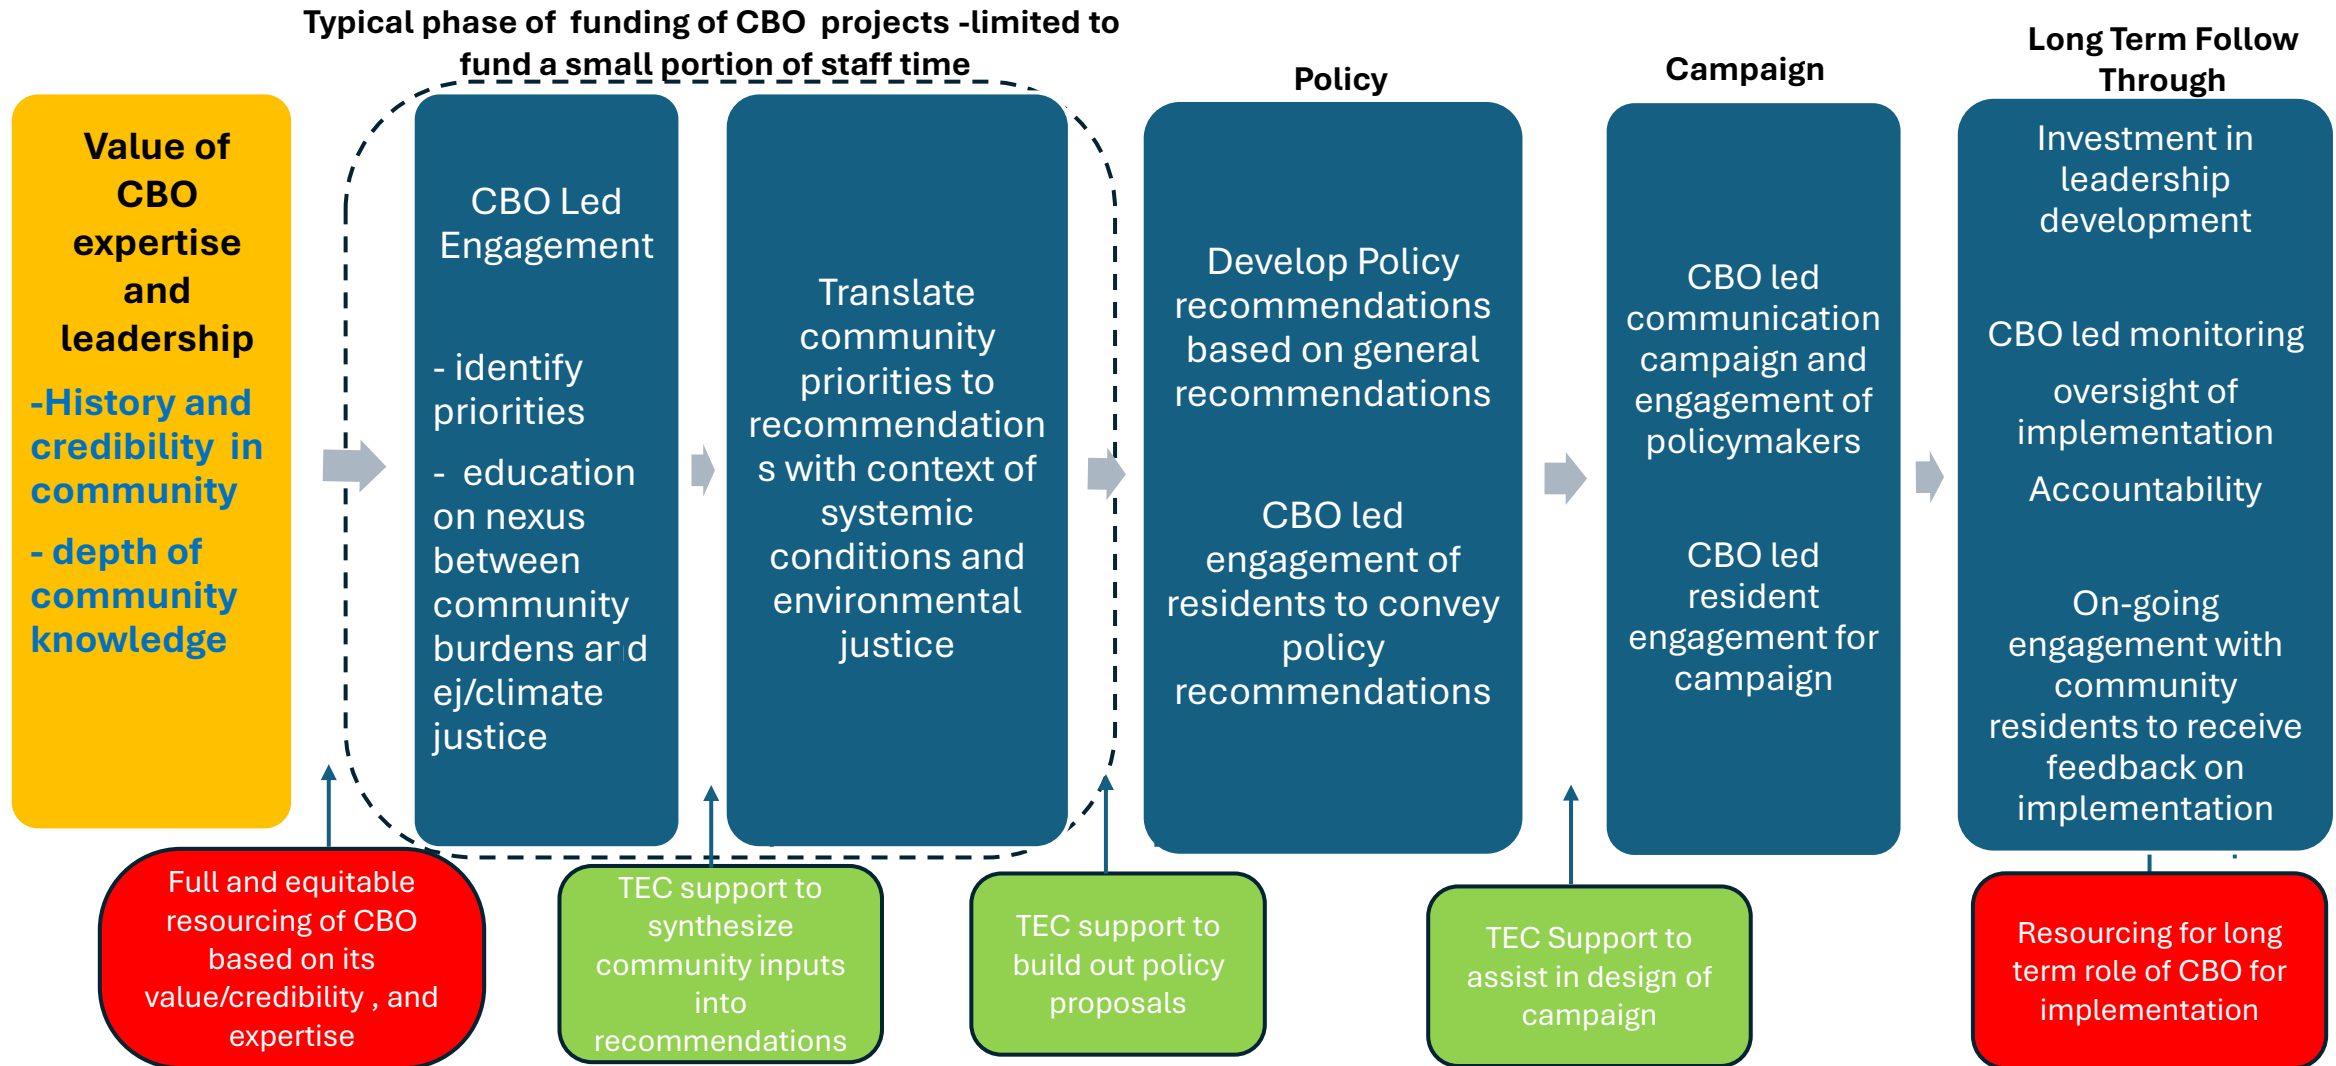 Typical phase of funding of CBO projects -limited to
fund a small portion of staff time
Value of
CBO
expertise
and
leadership
-History and
credibility in
community
- depth of
community
knowledge
CBO Led
Engagement
- identify
priorities
- education
on nexus
between
community
burdens and
ej/climate
justice
Translate
community
priorities to
recommendation
s with context of
systemic
conditions and
environmental
justice
Policy
Develop Policy
recommendations
based on general
recommendations
CBO led
engagement of
residents to convey
policy
recommendations
Campaign
CBO led
communication
campaign and
engagement of
policymakers
CBO led
resident
engagement for
campaign
Long Term Follow
Through
Investment in
leadership
development
CBO led monitoring
oversight of
implementation
Accountability
On-going
engagement with
community
residents to receive
feedback on
implementation
Full and equitable
resourcing of CBO
based on its
value/credibility , and
expertise
TEC support to
synthesize
community inputs
into
recommendations
TEC support to
build out policy
proposals
TEC Support to
assist in design of
campaign
Resourcing for long
term role of CBO for
implementation